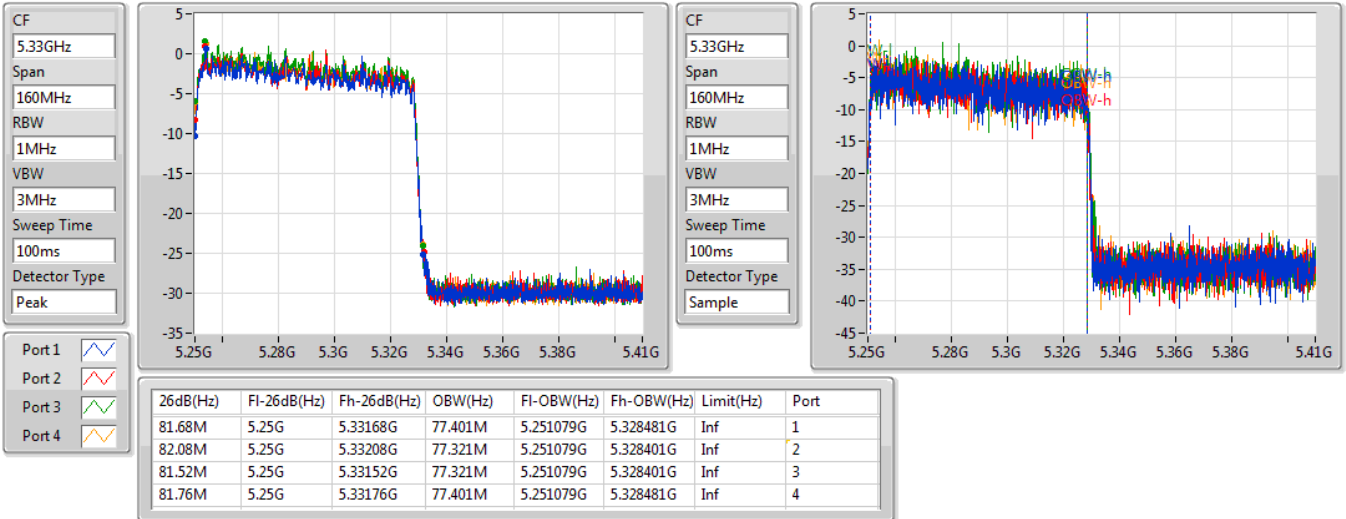 CF
5.33GHz
Span
160MHz
RBW
1MHz
VBW
3MHz
Sweep Time
100ms
Detector Type
Peak
5
0
-5
-10
-15
-20
-25
-30
-35
5.25G 5.28G 5.3G 5.32G 5.34G 5.36G 5.38G 5.41G
CF
5.33GHz
Span
160MHz
RBW
1MHz
VBW
3MHz
Sweep Time
100ms
Detector Type
Sample
5
0
-5
-10
-15
-20
-25
-30
-35
-40
-45
OBW-h
OBW-h
OBW-h
5.25G 5.28G 5.3G 5.32G 5.34G 5.36G 5.38G 5.41G
Port 1
Port 2
Port 3
Port 4
26dB(Hz) Fl-26dB(Hz) Fh-26dB(Hz) OBW(Hz) Fl-OBW(Hz) Fh-OBW(Hz) Limit(Hz) Port
81.68M 5.25G 5.33168G 77.401M 5.251079G 5.328481G Inf 1
82.08M 5.25G 5.33208G 77.321M 5.251079G 5.328401G Inf 2
81.52M 5.25G 5.33152G 77.321M 5.251079G 5.328401G Inf 3
81.76M 5.25G 5.33176G 77.401M 5.251079G 5.328481G Inf 4